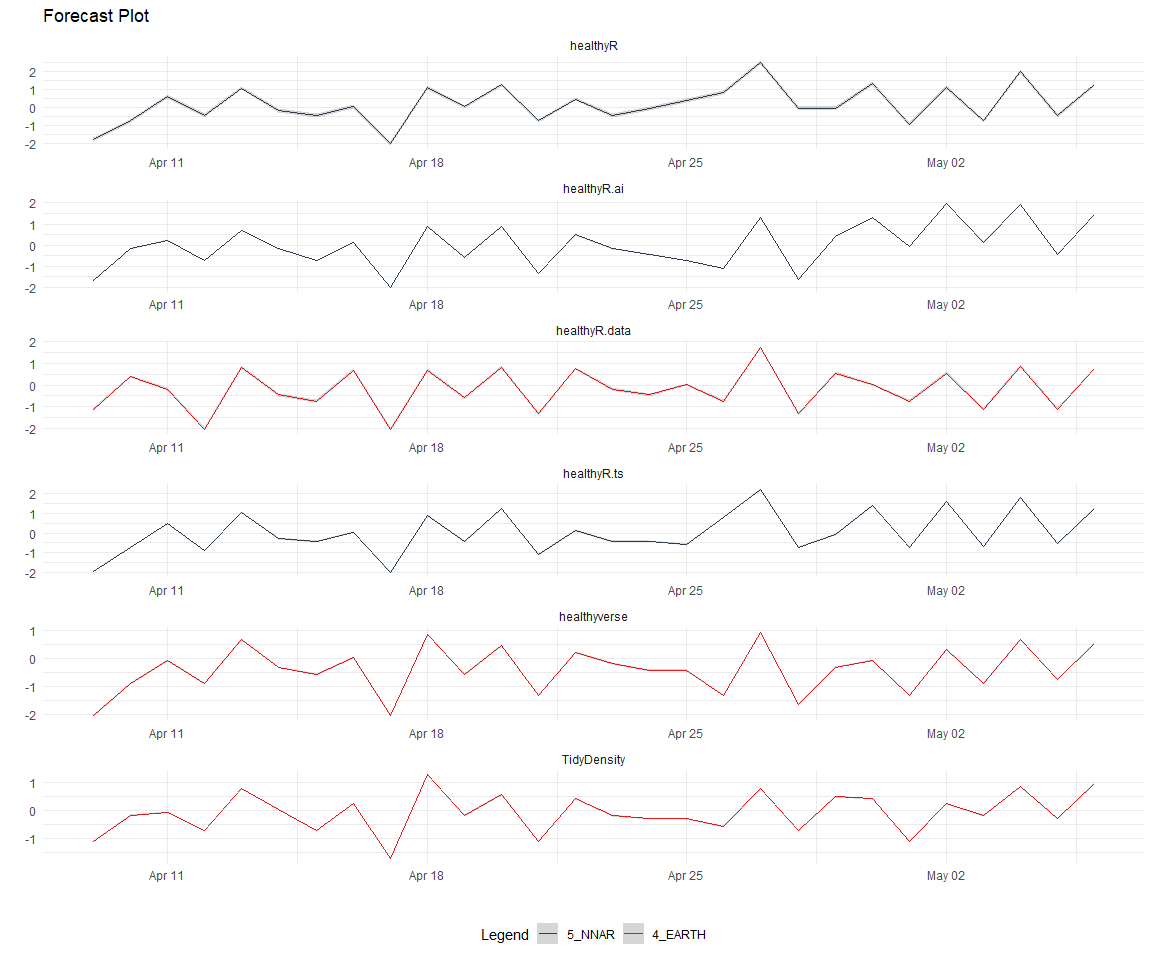 Forecast Plot
healthyR
2
1
0
-1
-2
Apr 11 Apr 18 Apr 25 May 02
healthyR.ai
2
1
0
-1
-2
Apr 11 Apr 18 Apr 25 May 02
healthyR.data
2
1
0
-1
-2
Apr 11 Apr 18 Apr 25 May 02
healthyR.ts
2
1
0
-1
-2
Apr 11 Apr 18 Apr 25 May 02
healthyverse
1
0
-1
-2
Apr 11 Apr 18 Apr 25 May 02
TidyDensity
1
0
-1
Apr 11 Apr 18 Apr 25 May 02
Legend 5_NNAR 4_EARTH